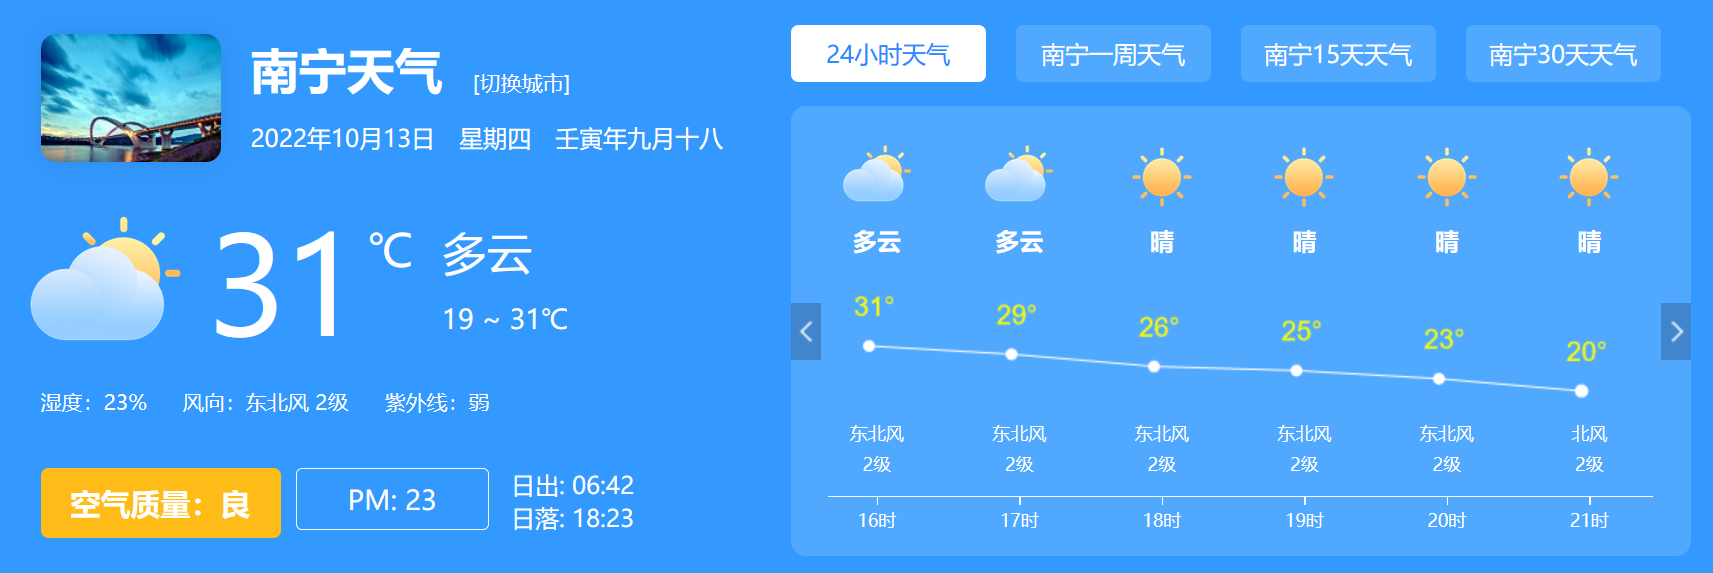 南宁天气 [切换城市]
2022年10月13日 星期四 壬寅年九月十八
31 ℃ 多云
19 ~ 31℃
湿度：23% 风向：东北风 2级 紫外线：弱
空气质量：良
PM: 23
日出: 06:42
日落: 18:23
24小时天气 南宁一周天气 南宁15天天气 南宁30天天气
多云 多云 晴 晴 晴 晴
31° 29° 26° 25° 23° 20°
东北风 东北风 东北风 东北风 东北风 北风
2级 2级 2级 2级 2级 2级
16时 17时 18时 19时 20时 21时